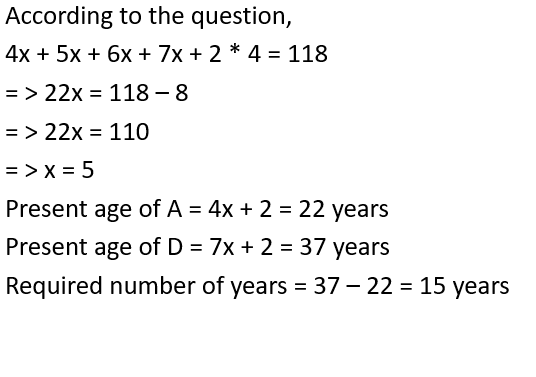 According to the question,
4x + 5x + 6x + 7x + 2 * 4 = 118
= > 22x = 118 – 8
= > 22x = 110
= > x = 5
Present age of A = 4x + 2 = 22 years
Present age of D = 7x + 2 = 37 years
Required number of years = 37 – 22 = 15 years